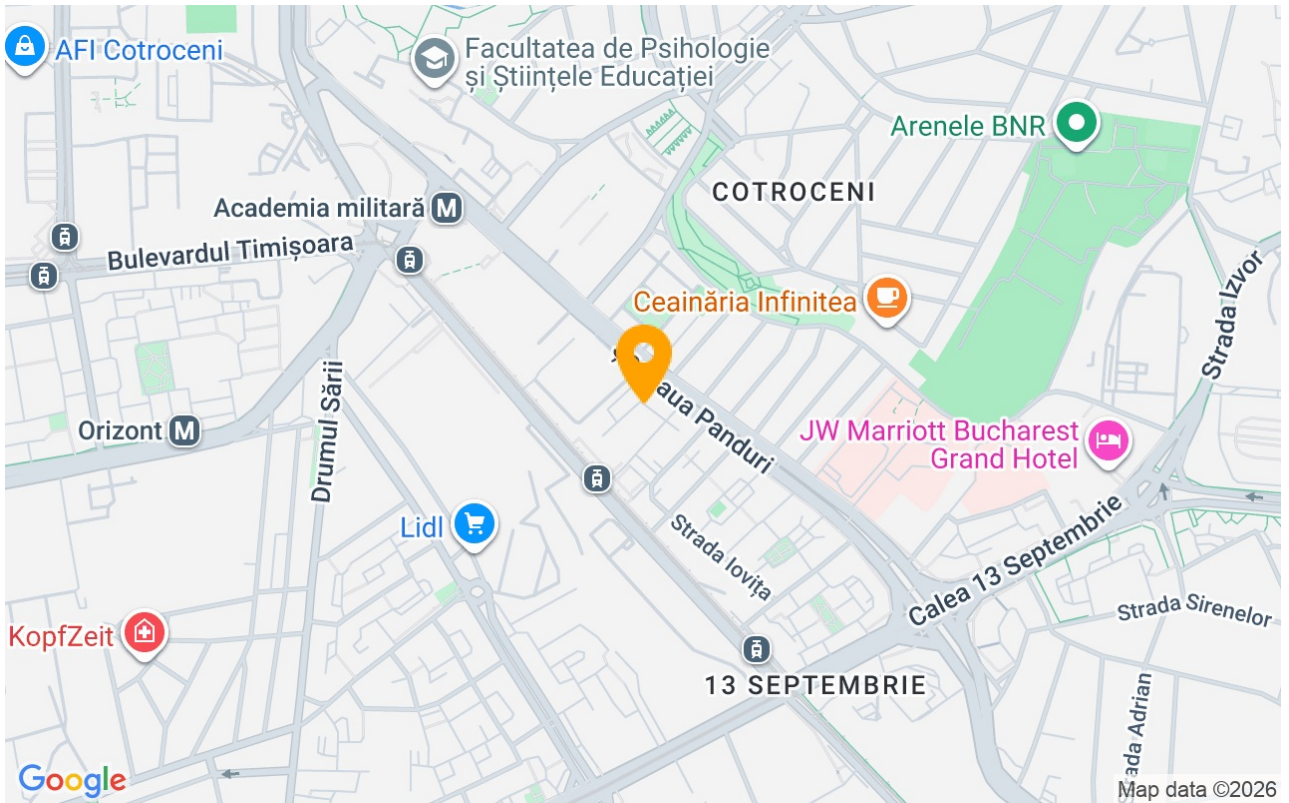 AFI Cotroceni
Facultatea de Psihologie
și Științele Educației
Arenele BNR
COTROCENI
Academia militară M
Bulevardul Timișoara
Strada Izvor
Ceainăria Infinitea
Panduri
Orizont M
Drumul Sării
JW Marriott Bucharest
Grand Hotel
Lidl
Strada Iovița
Calea 13 Septembrie
Strada Sirenelor
KopfZeit
13 SEPTEMBRIE
Adrian
Google
Map data ©2026